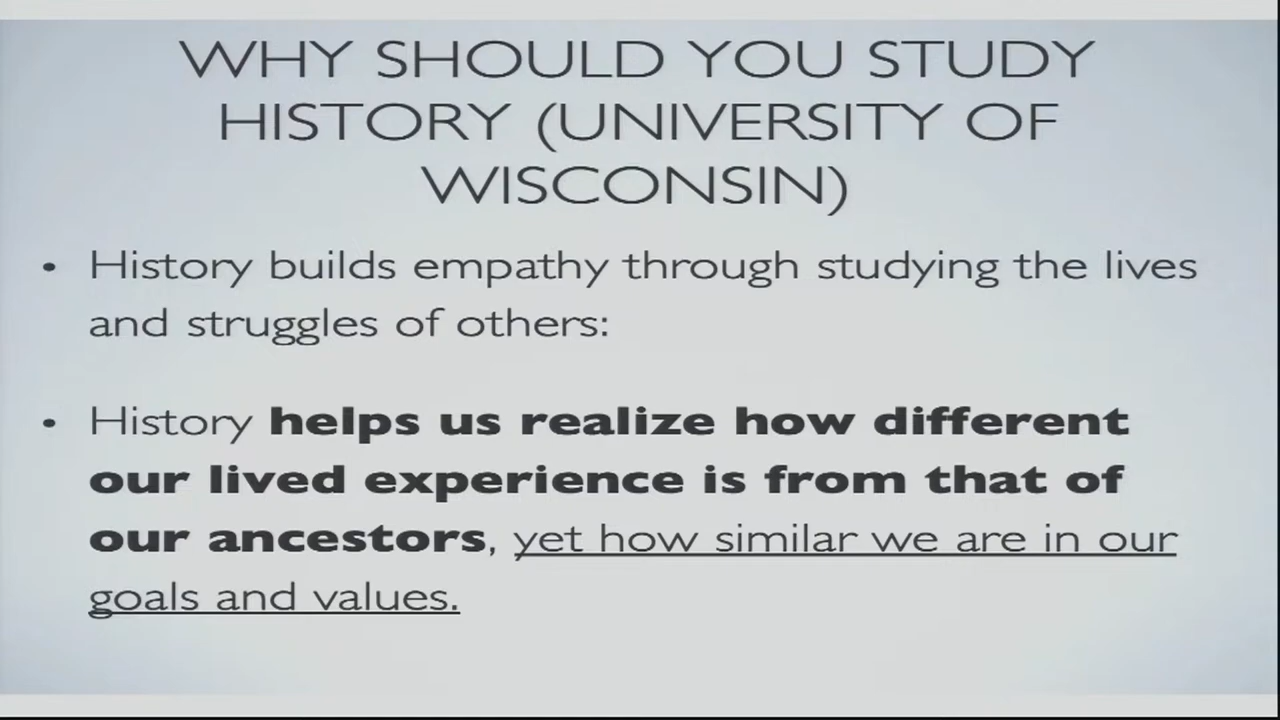 WHY SHOULD YOU STUDY
HISTORY (UNIVERSITY OF
WISCONSIN)
• History builds empathy through studying the lives
and struggles of others:
• History helps us realize how different
our lived experience is from that of
our ancestors, yet how similar we are in our
goals and values.